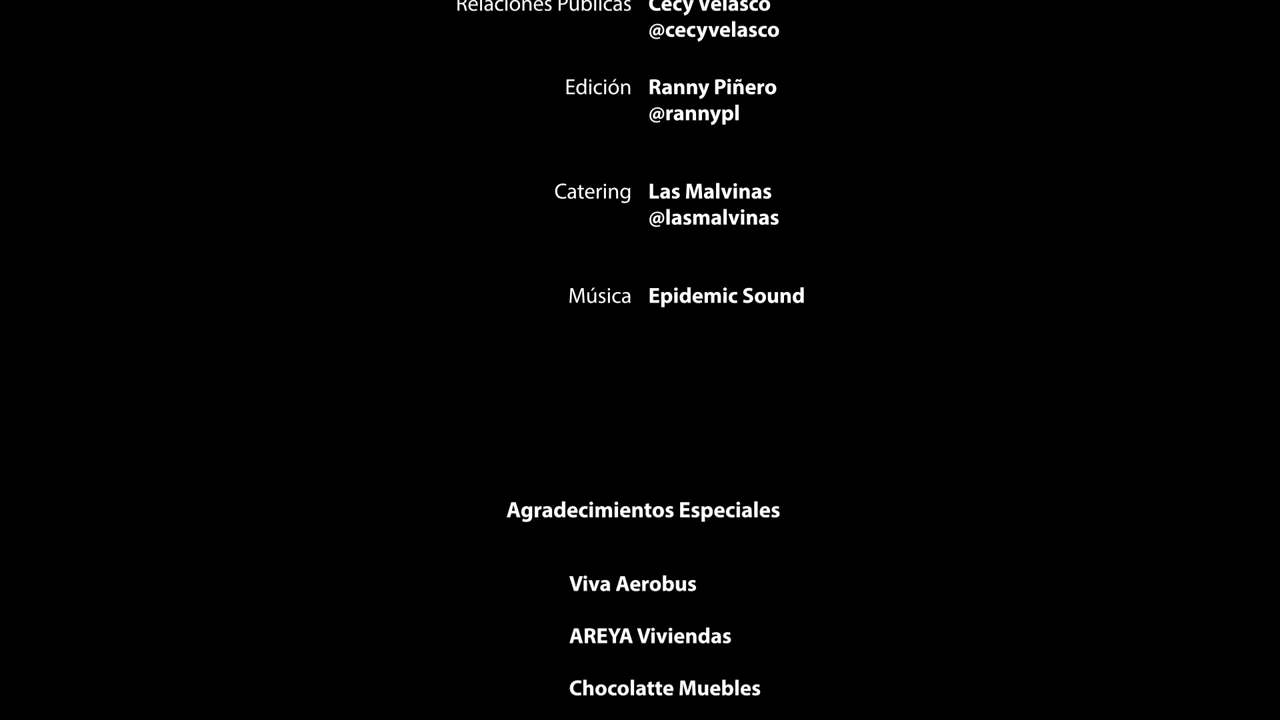 Relaciones Públicas Cecy Velasco
@cecyvelasco
Edición Ranny Piñero
@rannypl
Catering Las Malvinas
@lasmalvinas
Música Epidemic Sound
Agradecimientos Especiales
Viva Aerobus
AREYA Viviendas
Chocolatte Muebles